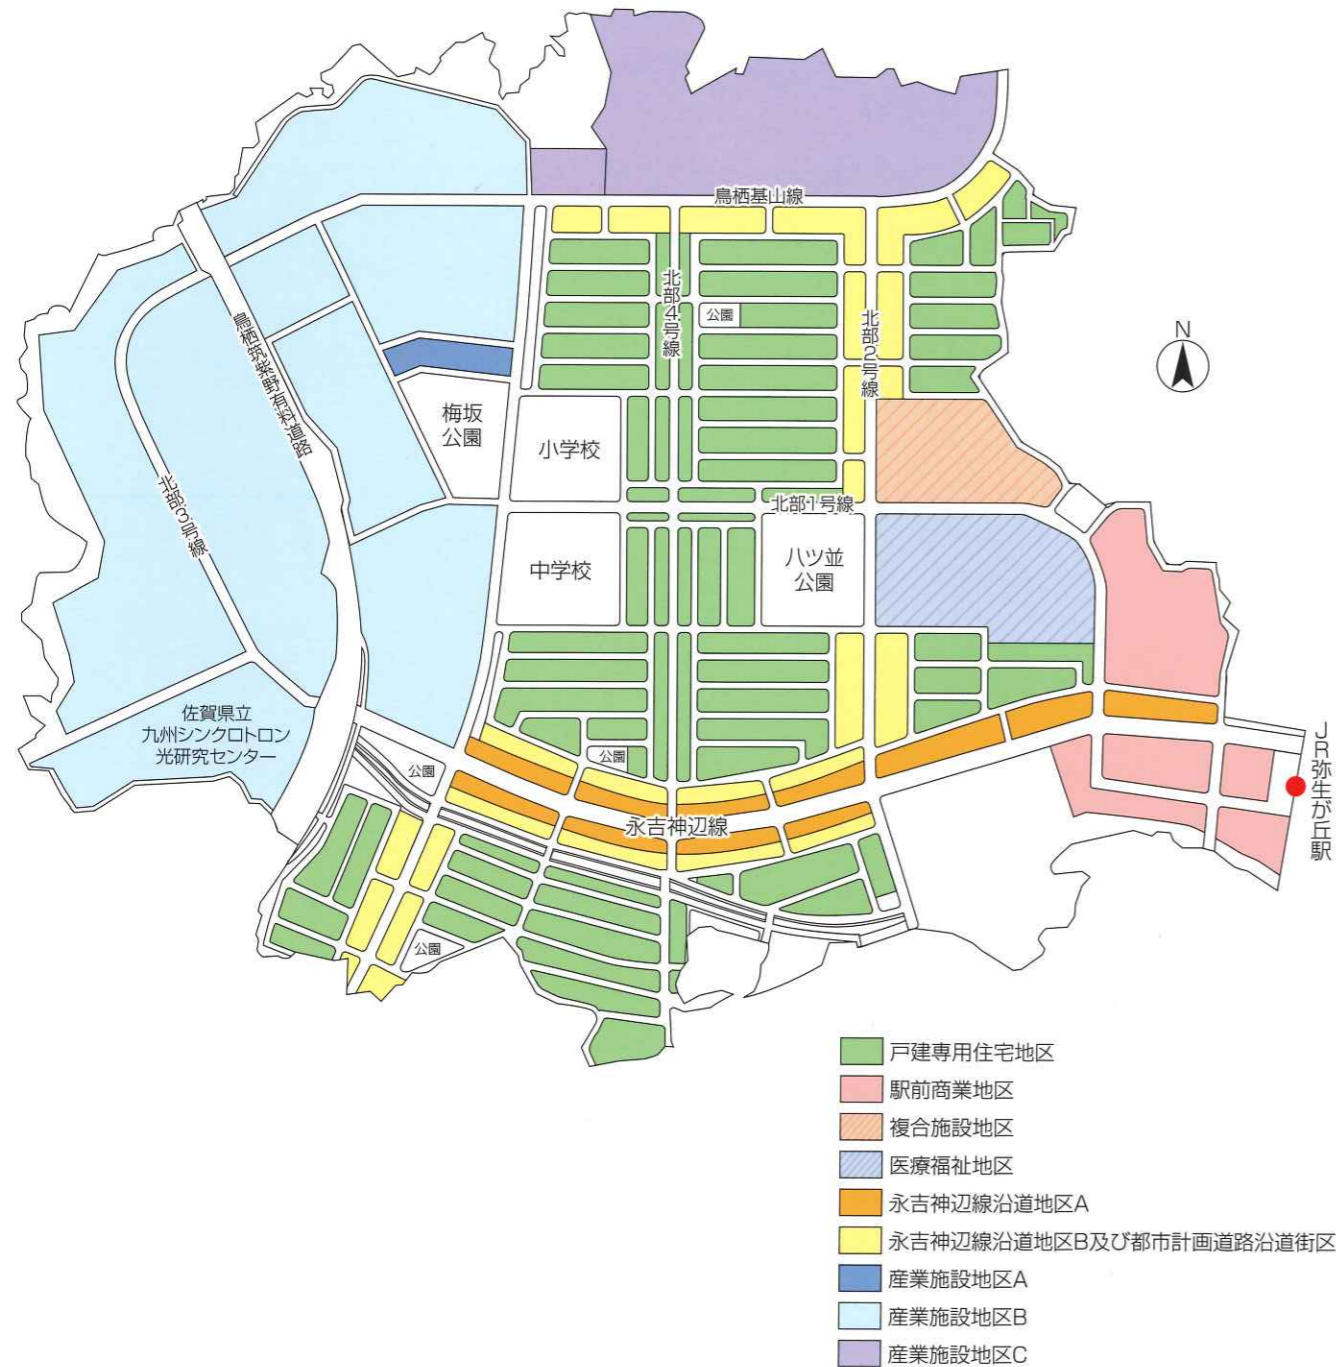 鳥栖基山線
北部4号線
公園
北部2号線
N
鳥栖筑紫野有料道路
梅坂
公園
小学校
北部3号線
北部1号線
中学校
八ツ並
公園
佐賀県立
九州シンクロトロン
光研究センター
公園
公園
永吉神辺線
JR弥生が丘駅
公園
戸建専用住宅地区
駅前商業地区
複合施設地区
医療福祉地区
永吉神辺線沿道地区A
永吉神辺線沿道地区B及び都市計画道路沿道街区
産業施設地区A
産業施設地区B
産業施設地区C